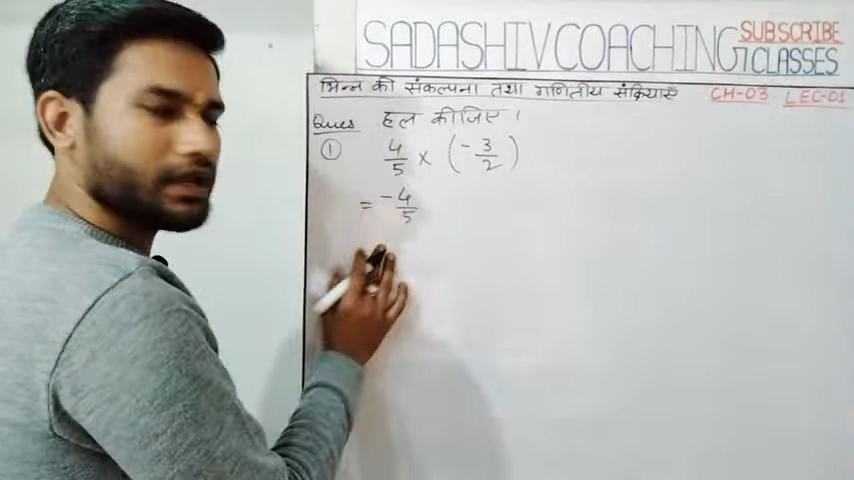 SADASHIV COACHING CLASSES
SUBSCRIBE
भिन्न की संकल्पना तथा गणितीय संक्रियाएँ CH-03 LEC-01
Ques हल कीजिए ।
① 4/5 × (-3/2)
= -4/5